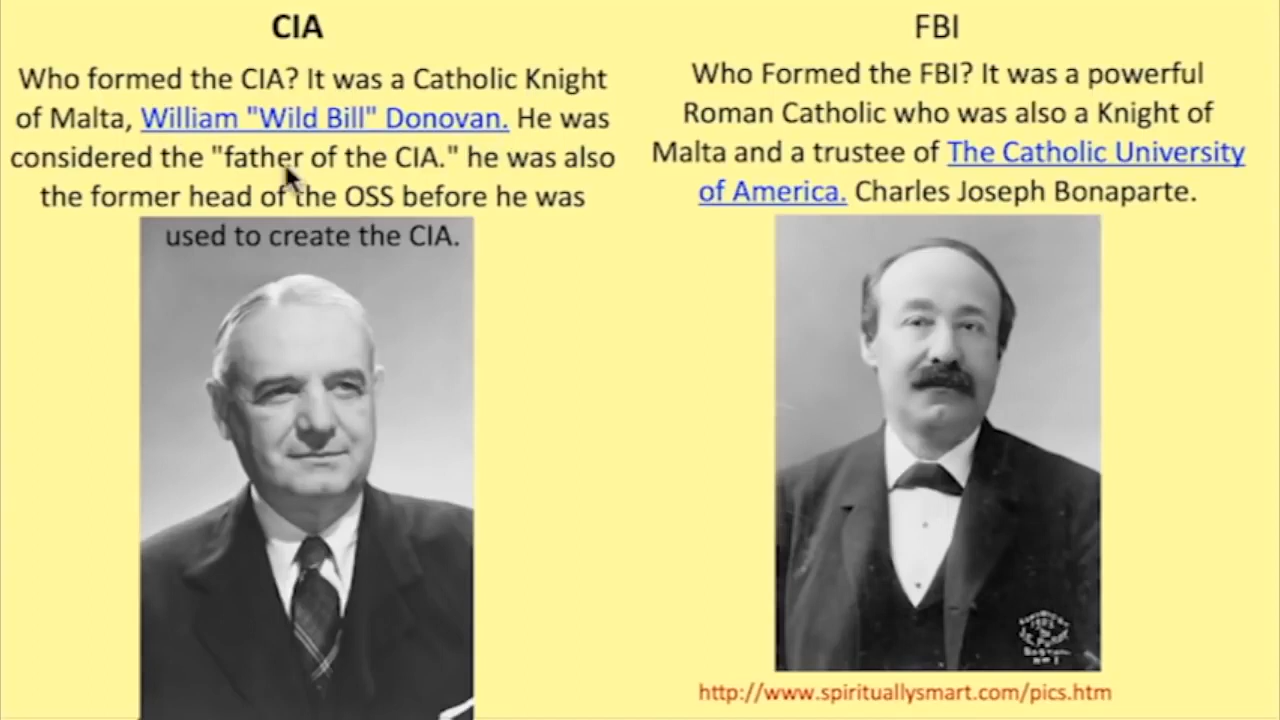 CIA
Who formed the CIA? It was a Catholic Knight
of Malta, William "Wild Bill" Donovan. He was
considered the "father of the CIA." he was also
the former head of the OSS before he was
used to create the CIA.
FBI
Who Formed the FBI? It was a powerful
Roman Catholic who was also a Knight of
Malta and a trustee of The Catholic University
of America. Charles Joseph Bonaparte.
http://www.spirituallysmart.com/pics.htm